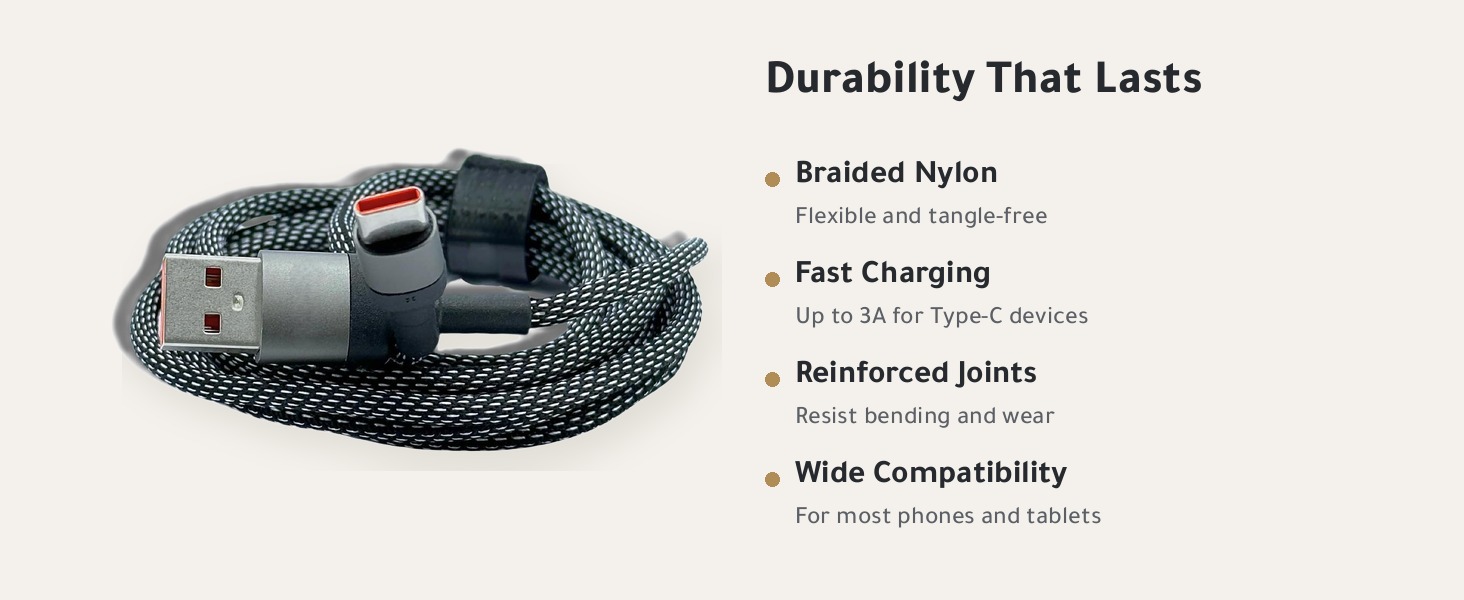 Durability That Lasts
Braided Nylon
Flexible and tangle-free
Fast Charging
Up to 3A for Type-C devices
Reinforced Joints
Resist bending and wear
Wide Compatibility
For most phones and tablets